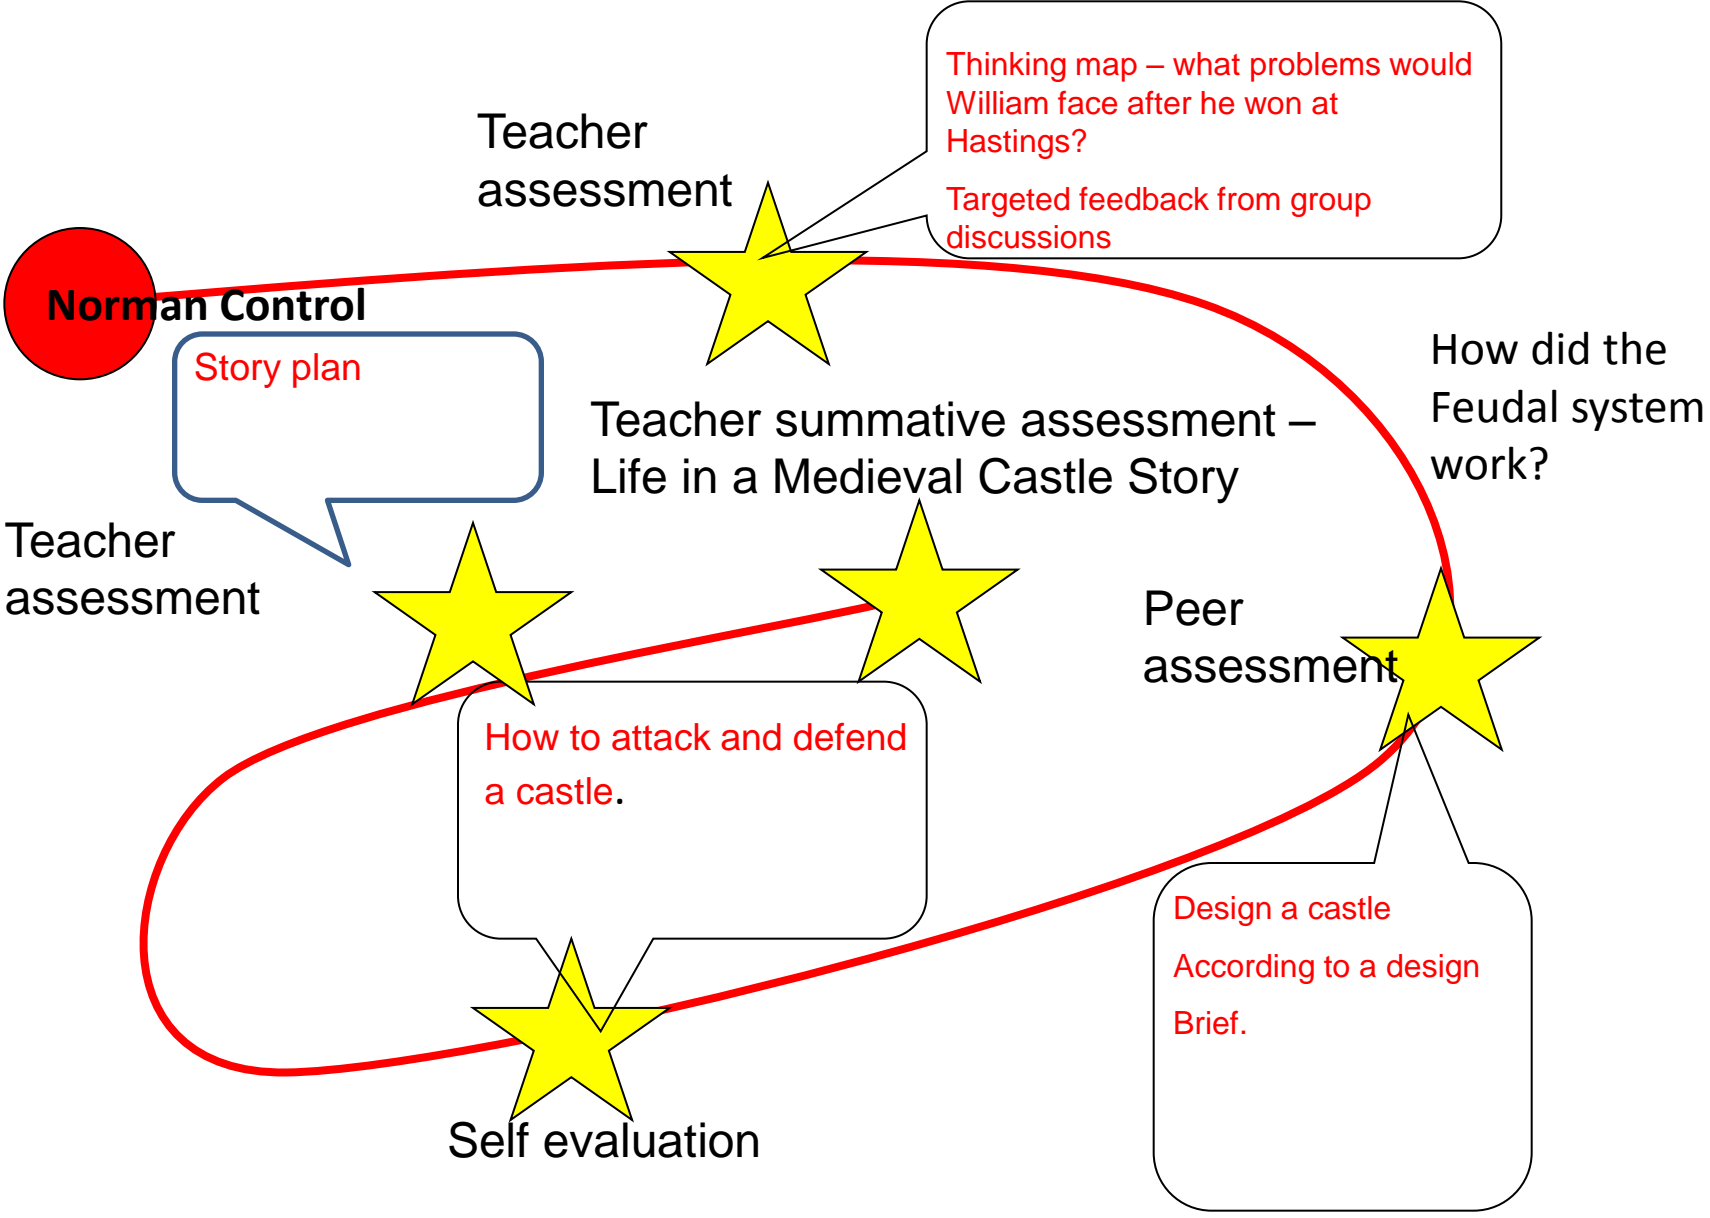 Thinking map – what problems would
William face after he won at
Hastings?
Targeted feedback from group
discussions
Teacher
assessment
Norman Control
Story plan
How did the
Feudal system
work?
Teacher summative assessment –
Life in a Medieval Castle Story
Teacher
assessment
Peer
assessment
How to attack and defend
a castle.
Design a castle
According to a design
Brief.
Self evaluation